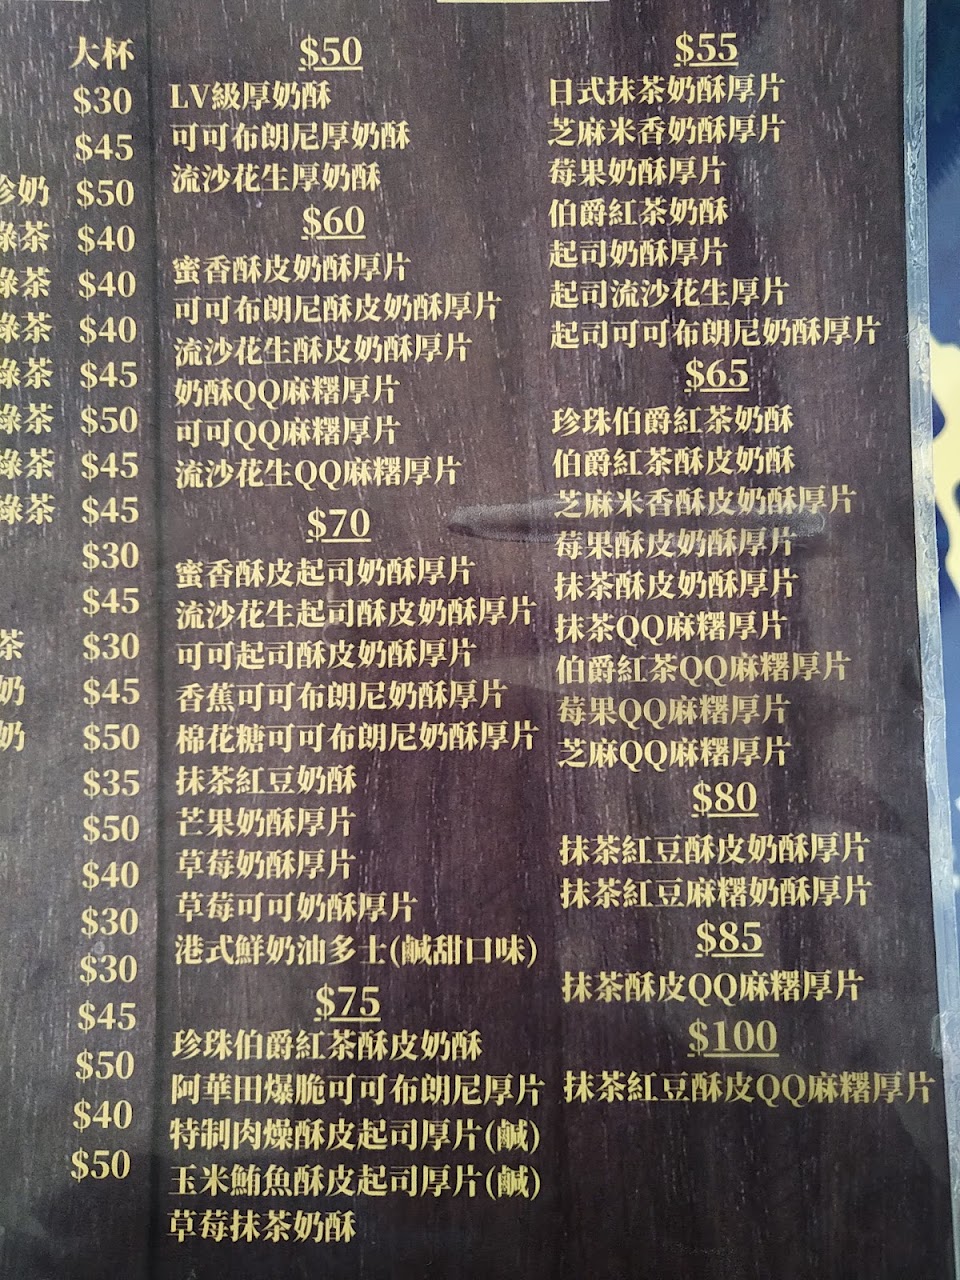 大杯
$30
$45
珍奶 $50
綠茶 $40
綠茶 $40
綠茶 $40
綠茶 $45
綠茶 $50
綠茶 $45
綠茶 $45
$30
$45
茶 $30
奶 $45
奶 $50
$35
$50
$40
$30
$30
$45
$50
$40
$50
$50
LV級厚奶酥
可可布朗尼厚奶酥
流沙花生厚奶酥
$60
蜜香酥皮奶酥厚片
可可布朗尼酥皮奶酥厚片
流沙花生酥皮奶酥厚片
奶酥QQ麻糬厚片
可可QQ麻糬厚片
流沙花生QQ麻糬厚片
$70
蜜香酥皮起司奶酥厚片
流沙花生起司酥皮奶酥厚片
可可起司酥皮奶酥厚片
香蕉可可布朗尼奶酥厚片
棉花糖可可布朗尼奶酥厚片
抹茶紅豆奶酥
芒果奶酥厚片
草莓奶酥厚片
草莓可可奶酥厚片
港式鮮奶油多士(鹹甜口味)
$75
珍珠伯爵紅茶酥皮奶酥
阿華田爆脆可可布朗尼厚片
特制肉燥酥皮起司厚片(鹹)
玉米鮪魚酥皮起司厚片(鹹)
草莓抹茶奶酥
$55
日式抹茶奶酥厚片
芝麻米香奶酥厚片
莓果奶酥厚片
伯爵紅茶奶酥
起司奶酥厚片
起司流沙花生厚片
起司可可布朗尼奶酥厚片
$65
珍珠伯爵紅茶奶酥
伯爵紅茶酥皮奶酥
芝麻米香酥皮奶酥厚片
莓果酥皮奶酥厚片
抹茶酥皮奶酥厚片
抹茶QQ麻糬厚片
伯爵紅茶QQ麻糬厚片
莓果QQ麻糬厚片
芝麻QQ麻糬厚片
$80
抹茶紅豆酥皮奶酥厚片
抹茶紅豆麻糬奶酥厚片
$85
抹茶酥皮QQ麻糬厚片
$100
抹茶紅豆酥皮QQ麻糬厚片